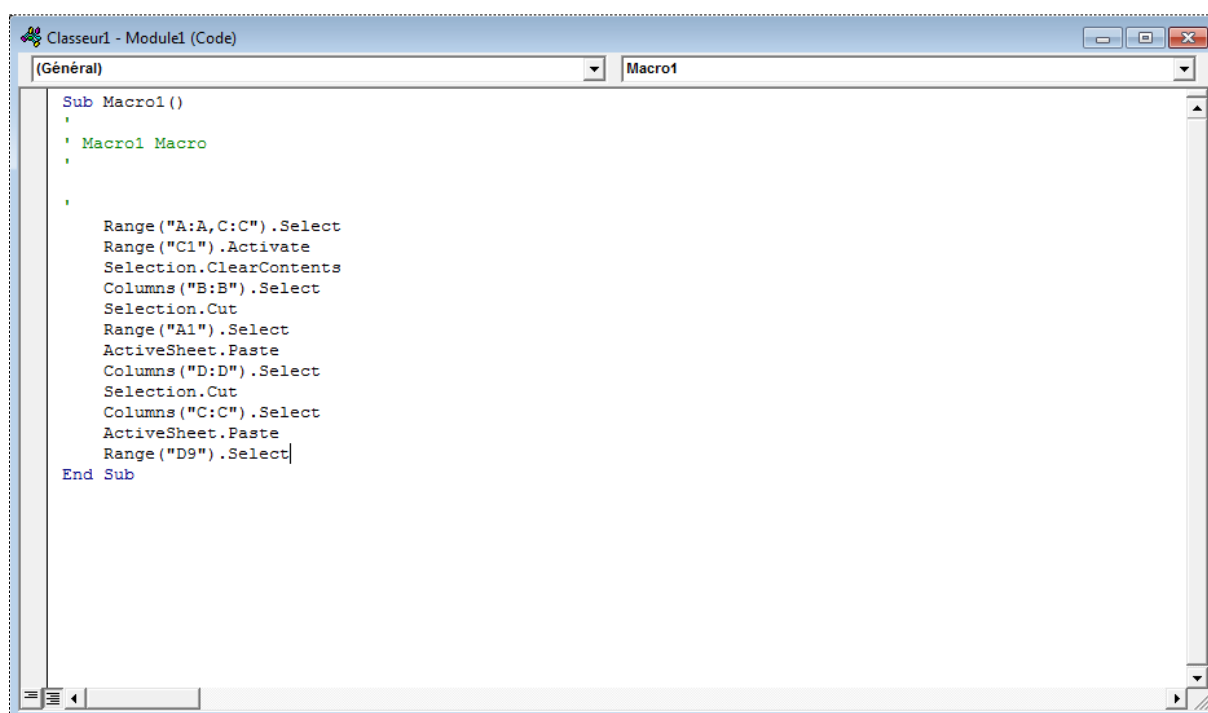 Classeur1 - Module1 (Code)
(Général) Macro1
Sub Macro1()
'
' Macro1 Macro
'
'
Range("A:A,C:C").Select
Range("C1").Activate
Selection.ClearContents
Columns("B:B").Select
Selection.Cut
Range("A1").Select
ActiveSheet.Paste
Columns("D:D").Select
Selection.Cut
Columns("C:C").Select
ActiveSheet.Paste
Range("D9").Select
End Sub